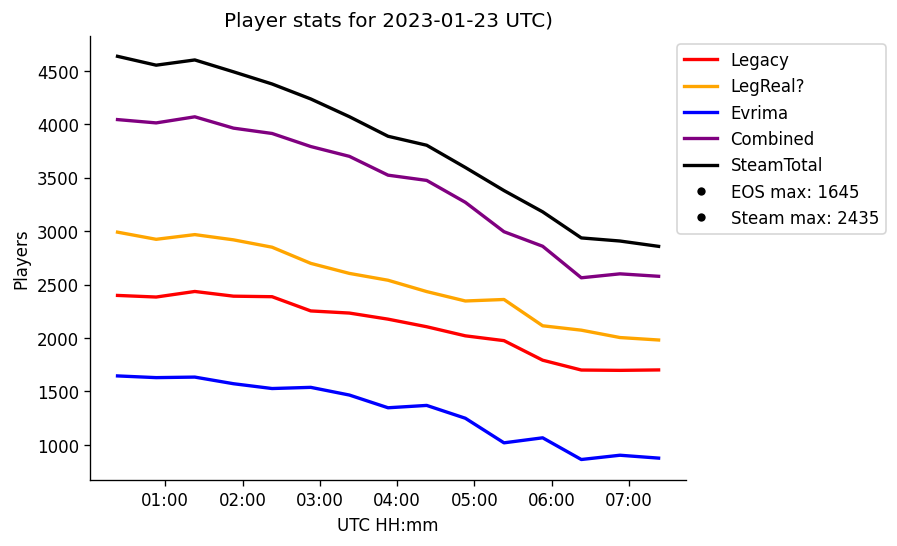 Player stats for 2023-01-23 UTC)
Legacy
LegReal?
Evrima
Combined
SteamTotal
EOS max: 1645
Steam max: 2435
Players
4500
4000
3500
3000
2500
2000
1500
1000
01:00 02:00 03:00 04:00 05:00 06:00 07:00
UTC HH:mm